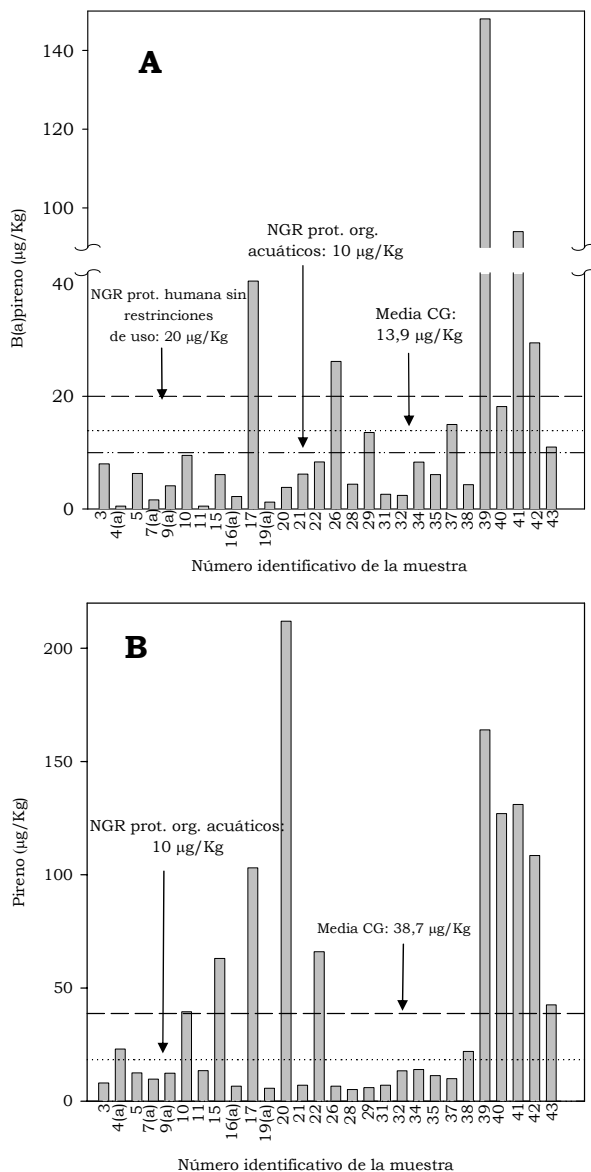 A
140
120
100
40
20
0
B(a)pireno (µg/Kg)
NGR prot. org.
acuáticos: 10 µg/Kg
NGR prot. humana sin
restrinciones
de uso: 20 µg/Kg
Media CG:
13,9 µg/Kg
3 4(a) 5 7(a) 9(a) 10 11 15 16(a) 17 19(a) 20 21 22 26 28 29 31 32 34 35 37 38 39 40 41 42 43
Número identificativo de la muestra
B
200
150
100
50
0
Pireno (µg/Kg)
NGR prot. org. acuáticos:
10 µg/Kg
Media CG: 38,7 µg/Kg
3 4(a) 5 7(a) 9(a) 10 11 15 16(a) 17 19(a) 20 21 22 26 28 29 31 32 34 35 37 38 39 40 41 42 43
Número identificativo de la muestra